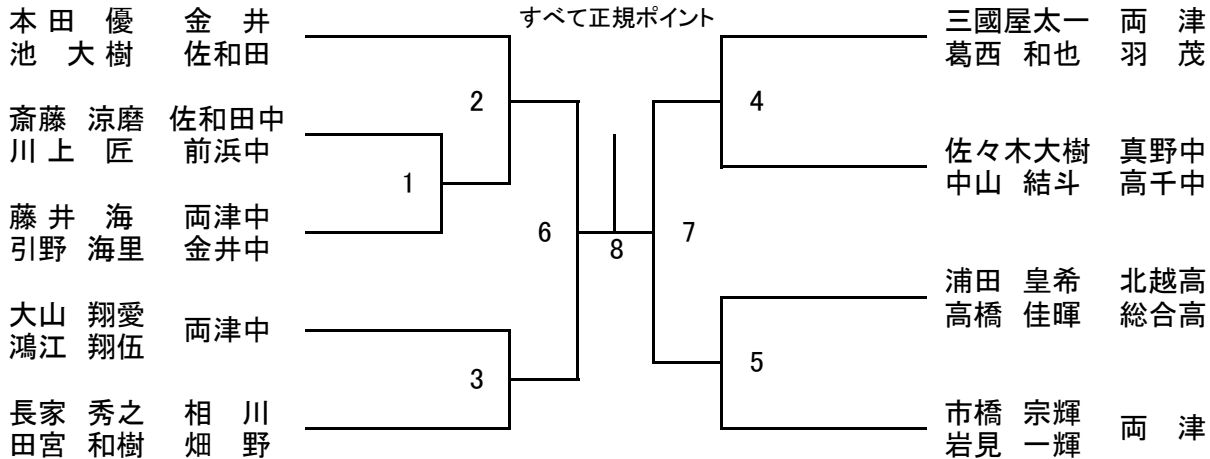 すべて正規ポイント
本田 優 金井
池 大樹 佐和田
斎藤 涼磨 佐和田中
川上 匠 前浜中
藤井 海 両津中
引野 海里 金井中
大山 翔愛
両津中
鴻江 翔伍
長家 秀之 相川
田宮 和樹 畑野
2
1
6
3
8
三國屋太一 両津
葛西 和也 羽茂
佐々木大樹 真野中
中山 結斗 高千中
浦田 皇希 北越高
高橋 佳暉 総合高
市橋 宗輝
両津
岩見 一輝
4
7
5